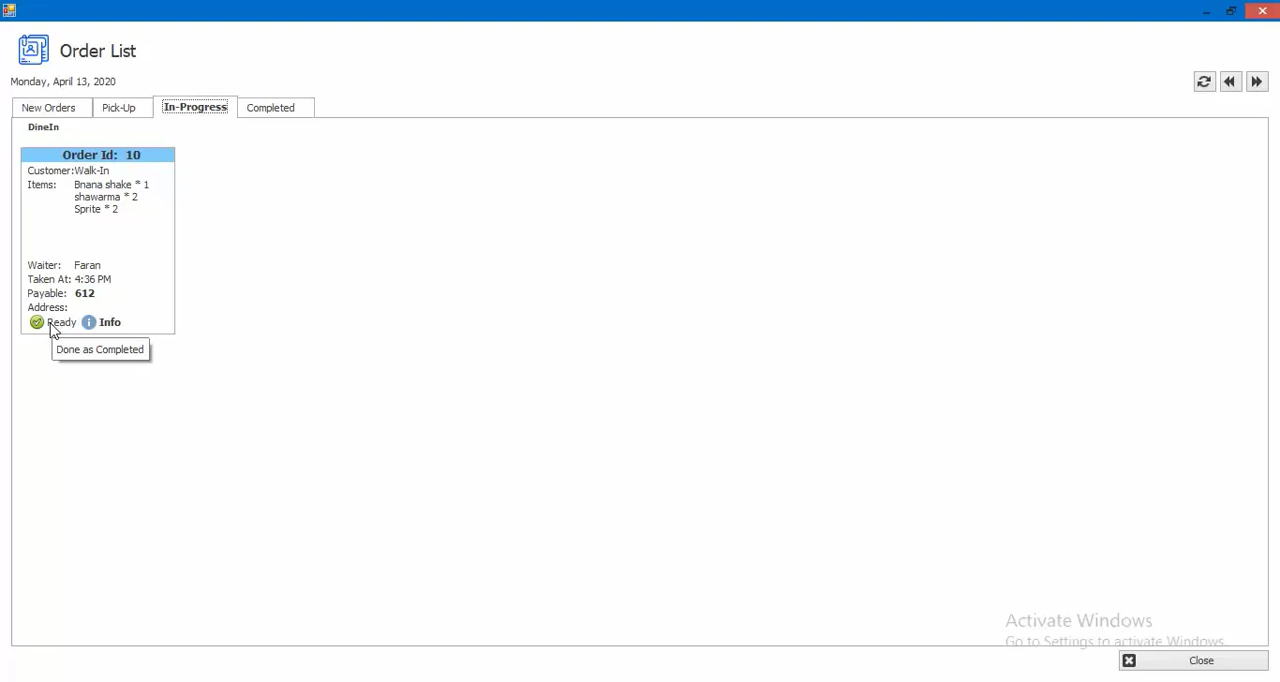 Order List
Monday, April 13, 2020
New Orders Pick-Up In-Progress Completed
DineIn
Order Id: 10
Customer:Walk-In
Items: Bnana shake * 1
shawarma * 2
Sprite * 2
Waiter: Faran
Taken At: 4:36 PM
Payable: 612
Address:
Ready Info
Done as Completed
Activate Windows
Go to Settings to activate Windows.
Close